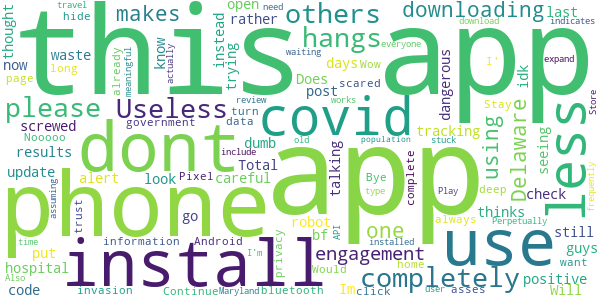 travel
hide
makes
others
downloading
download
need
thought
this app
rather
open
last
instead
hangs
everyone
indicates
now
waste
know
trying
days
Wow
waiting
actually
I'
page
long
already
meaningful
Does
scared
dangerous
idk
expand
please
Useless
covid
less
Store
screwed
government
turn
post
review
works
Stay
Nooooo
data
tracking
using
Delaware
seeing
results
dont
dumb
include
old
population
stuck
update
alert
look
Pixel
careful
Total
talking
Bye
complete
type
Play
deep
thinks
check
frequently
phone
app
assuming
trust
go
robot
one
always
Perpetually
time
put
information
Android
privacy
bf
API
engagement
installed
still
guys
hospital
install
I'm
Would
home
use
want
Also
Im
completely
positive
code
invasion
Continue
Maryland
bluetooth
click
user
asses
Will